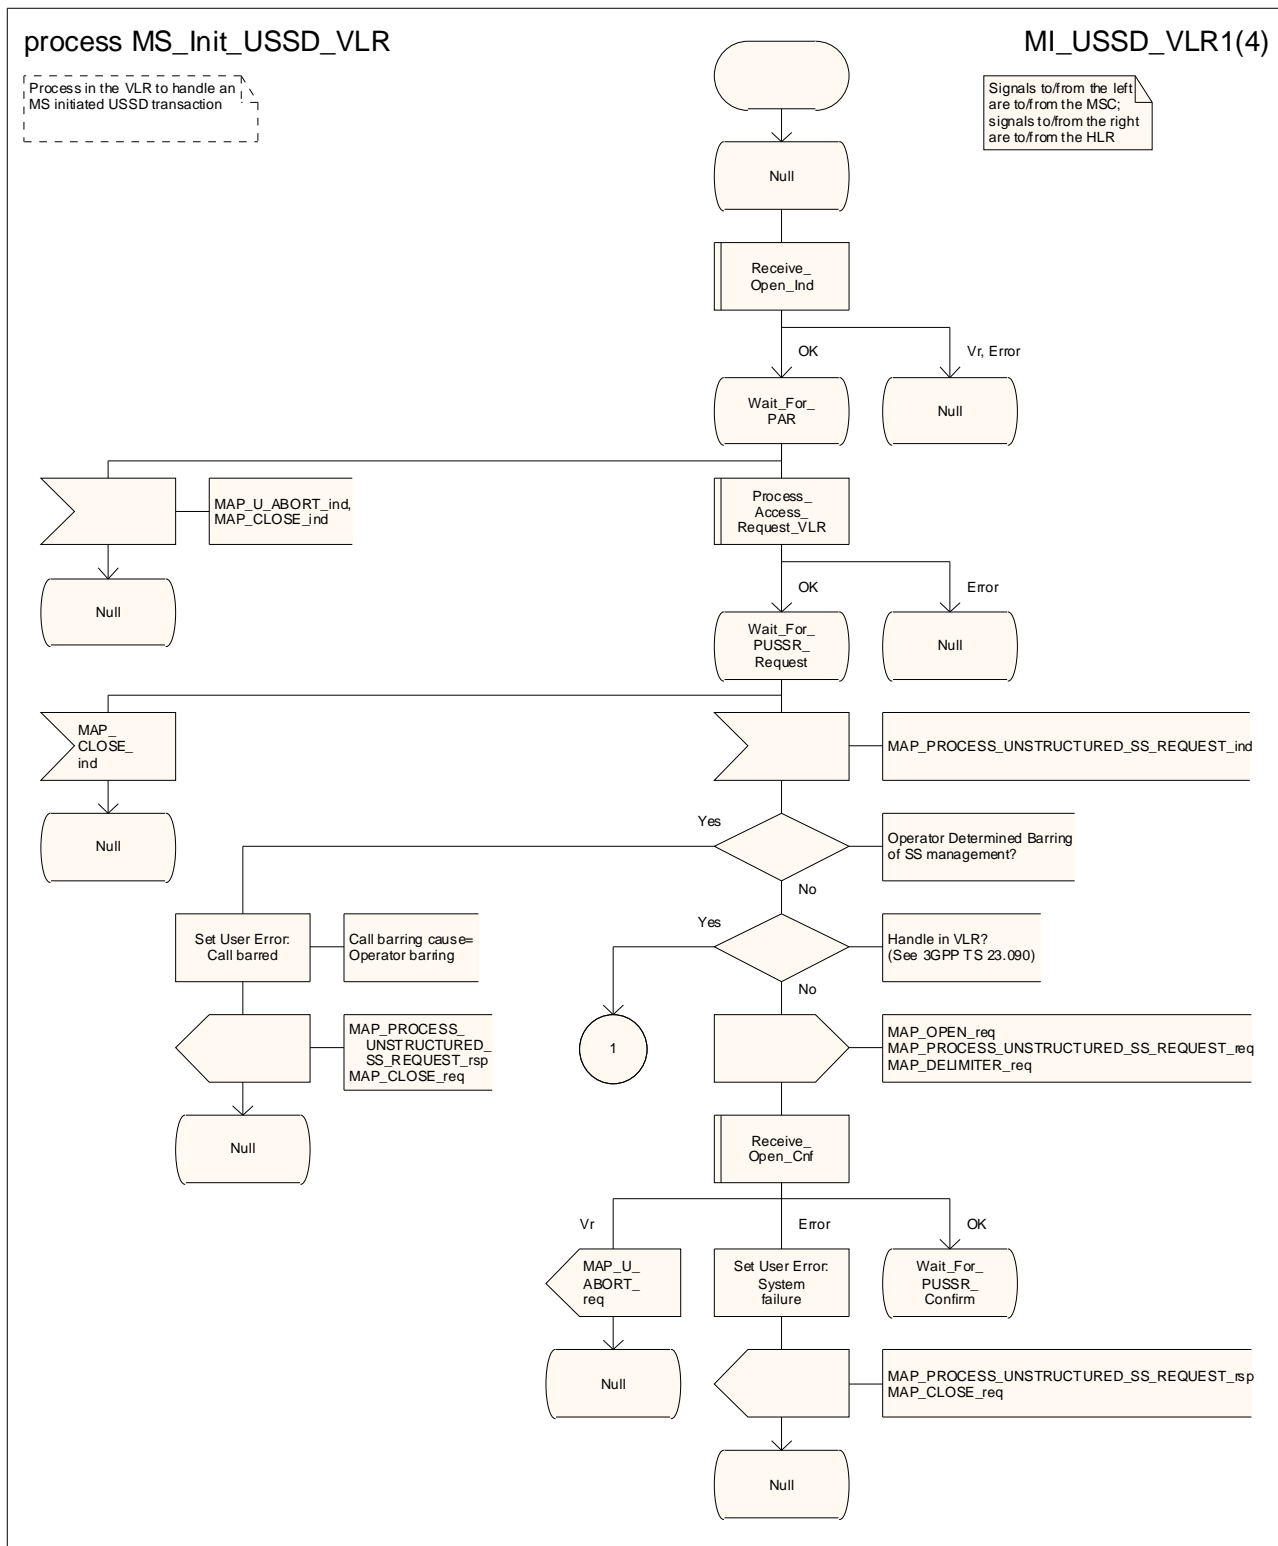 process MS_Init_USSD_VLR
MI_USSD_VLR1(4)
Process in the VLR to handle an
MS initiated USSD transaction
Signals to/from the left
are to/from the MSC;
signals to/from the right
are to/from the HLR
Null
Receive_
Open_Ind
OK
Vr, Error
Wait_For_
PAR
Null
MAP_U_ABORT_ind,
MAP_CLOSE_ind
Process_
Access_
Request_VLR
OK
Error
Null
Wait_For_
PUSSR_
Request
Null
MAP_
CLOSE_
ind
MAP_PROCESS_UNSTRUCTURED_SS_REQUEST_ind
Null
Yes
Operator Determined Barring
of SS management?
No
Set User Error:
Call barred
Call barring cause=
Operator barring
Yes
Handle in VLR?
(See 3GPP TS 23.090)
No
MAP_PROCESS_
UNSTRUCTURED_
SS_REQUEST_rsp
MAP_CLOSE_req
1
MAP_OPEN_req
MAP_PROCESS_UNSTRUCTURED_SS_REQUEST_req
MAP_DELIMITER_req
Null
Receive_
Open_Cnf
Vr
Error
OK
MAP_U_
ABORT_
req
Set User Error:
System
failure
Wait_For_
PUSSR_
Confirm
Null
MAP_PROCESS_UNSTRUCTURED_SS_REQUEST_rsp
MAP_CLOSE_req
Null